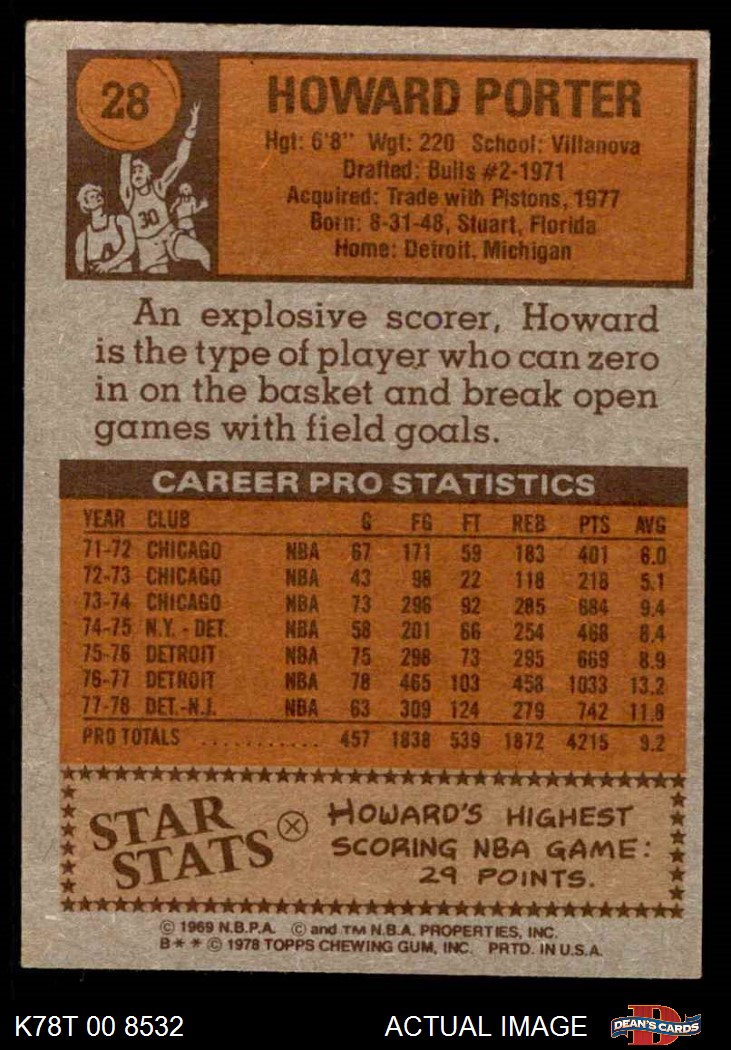 28
HOWARD PORTER
Hgt: 6'8" Wgt: 220 School: Villanova
Drafted: Bulls #2-1971
Acquired: Trade with Pistons, 1977
Born: 8-31-48, Stuart, Florida
Home: Detroit, Michigan
30
An explosive scorer, Howard
is the type of player who can zero
in on the basket and break open
games with field goals.
CAREER PRO STATISTICS
YEAR CLUB G FG FT REB PTS AVG
71-72 CHICAGO NBA 67 171 59 183 401 6.0
72-73 CHICAGO NBA 43 98 22 118 218 5.1
73-74 CHICAGO NBA 73 296 92 285 684 9.4
74-75 N.Y. - DET. NBA 58 201 66 254 468 8.4
75-76 DETROIT NBA 75 298 73 295 669 8.9
76-77 DETROIT NBA 78 465 103 458 1033 13.2
77-78 DET.-N.J. NBA 63 309 124 279 742 11.8
PRO TOTALS ............ 457 1838 539 1872 4215 9.2
STAR STATS
HOWARD'S HIGHEST
SCORING NBA GAME:
29 POINTS.
© 1969 N.B.P.A. © and TM N.B.A. PROPERTIES, INC.
B* * © 1978 TOPPS CHEWING GUM, INC. PRTD. IN U.S.A.
K78T 00 8532 ACTUAL IMAGE DEAN'S CARDS